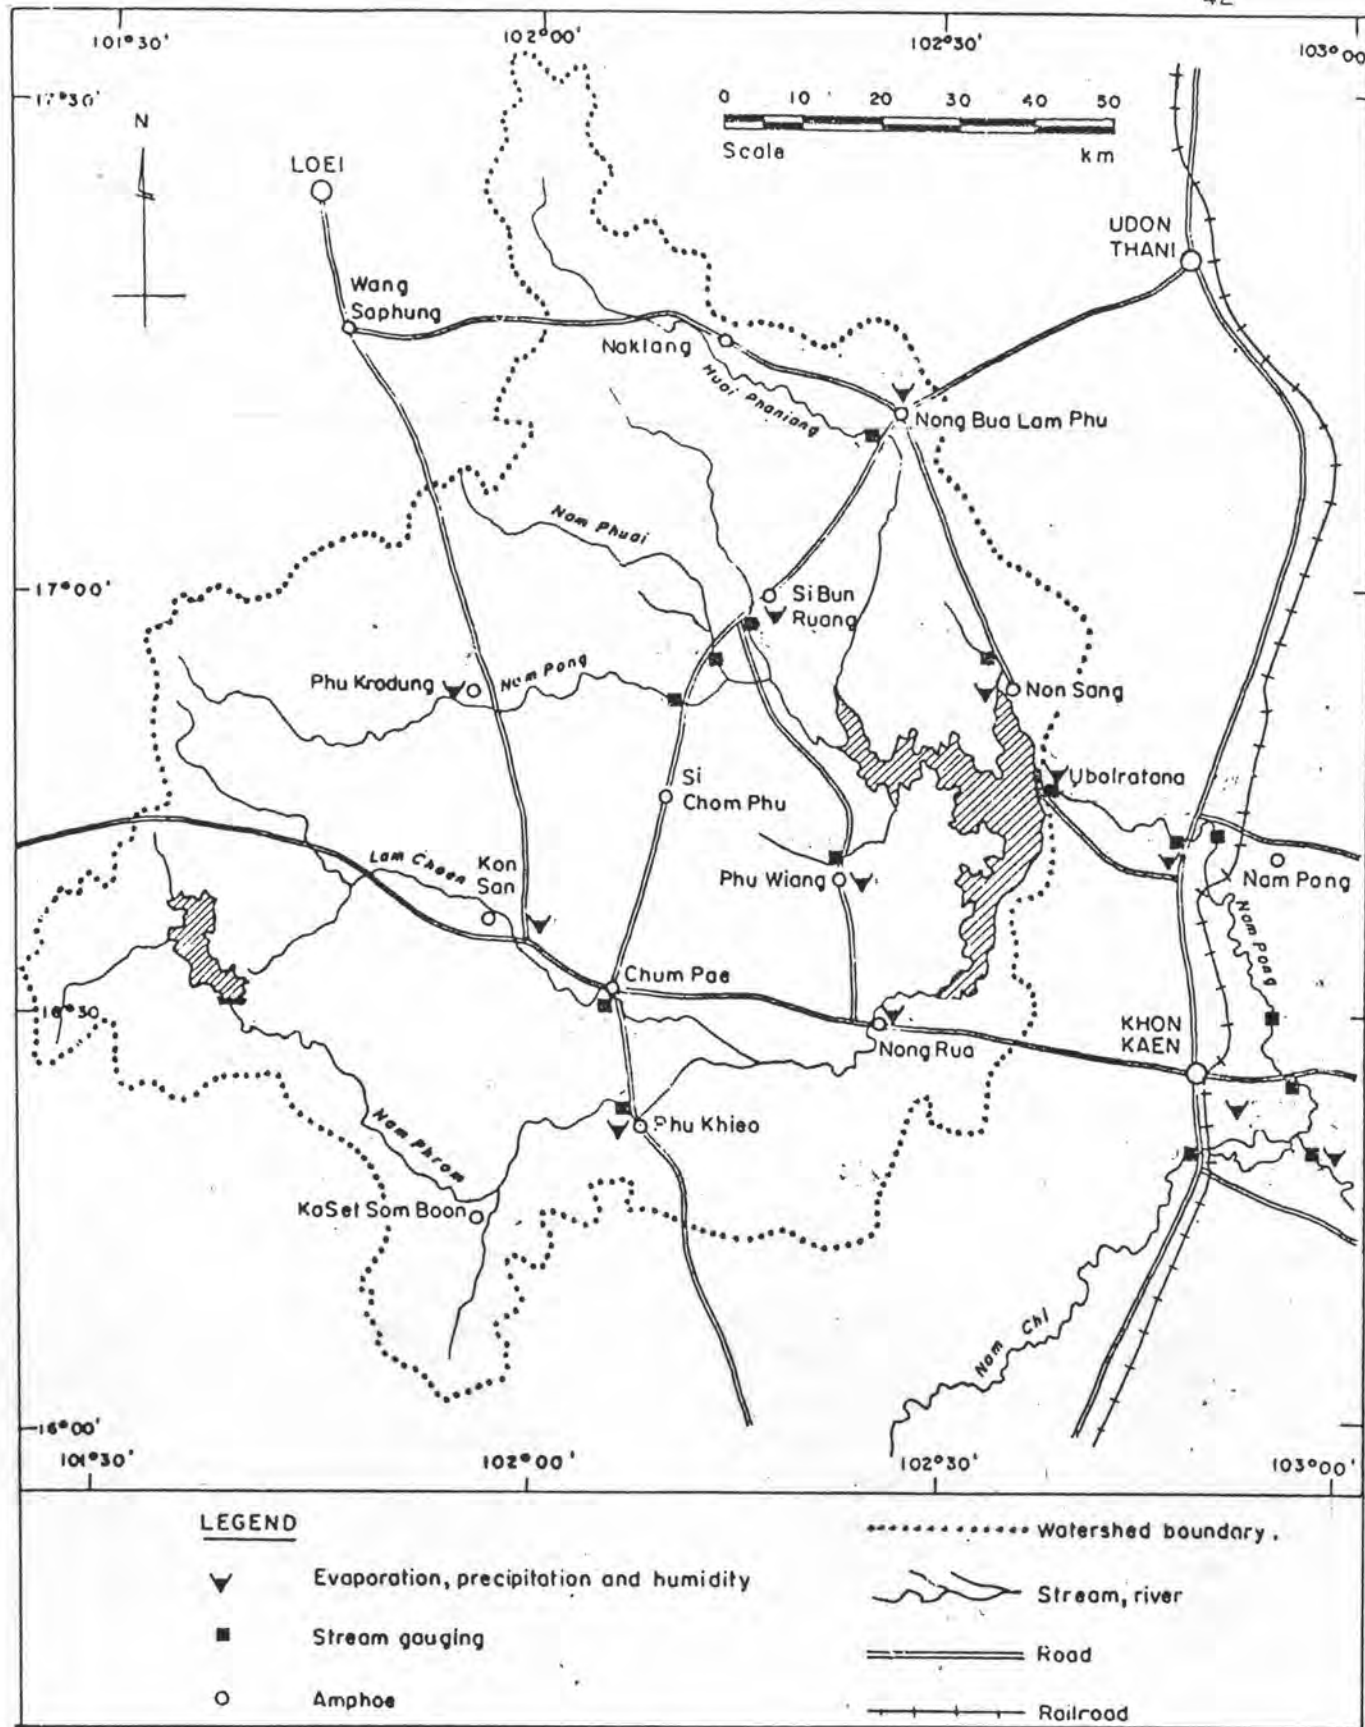 42
101°30'
102°00'
102°30'
103°00'
17°30'
0 10 20 30 40 50
Scale km
N
LOEI
UDON
THANI
Wang
Saphung
Naklang
Huai Phaniang
Nong Bua Lam Phu
Nam Phuai
17°00'
Si Bun
Ruang
Phu Kradung
Nam Pong
Non Sang
Si
Chom Phu
Ubolratana
Lam Choen
Kon
San
Phu Wiang
Nam Pong
Nam Pong
Chum Pae
16°30'
Nong Rua
KHON
KAEN
Nam Phrom
Phu Khieo
KaSet Som Boon
Nam Chi
16°00'
101°30'
102°00'
102°30'
103°00'
LEGEND
Evaporation, precipitation and humidity
Stream gauging
Amphoe
Watershed boundary.
Stream, river
Road
Railroad